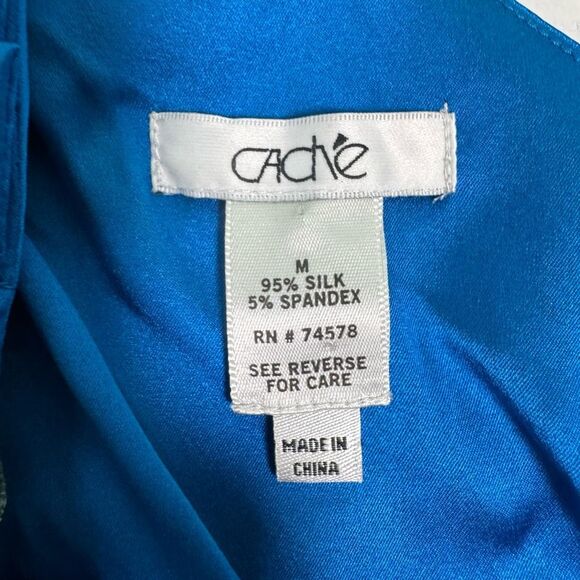 Caché
M
95% SILK
5% SPANDEX
RN # 74578
SEE REVERSE
FOR CARE
MADE IN
CHINA